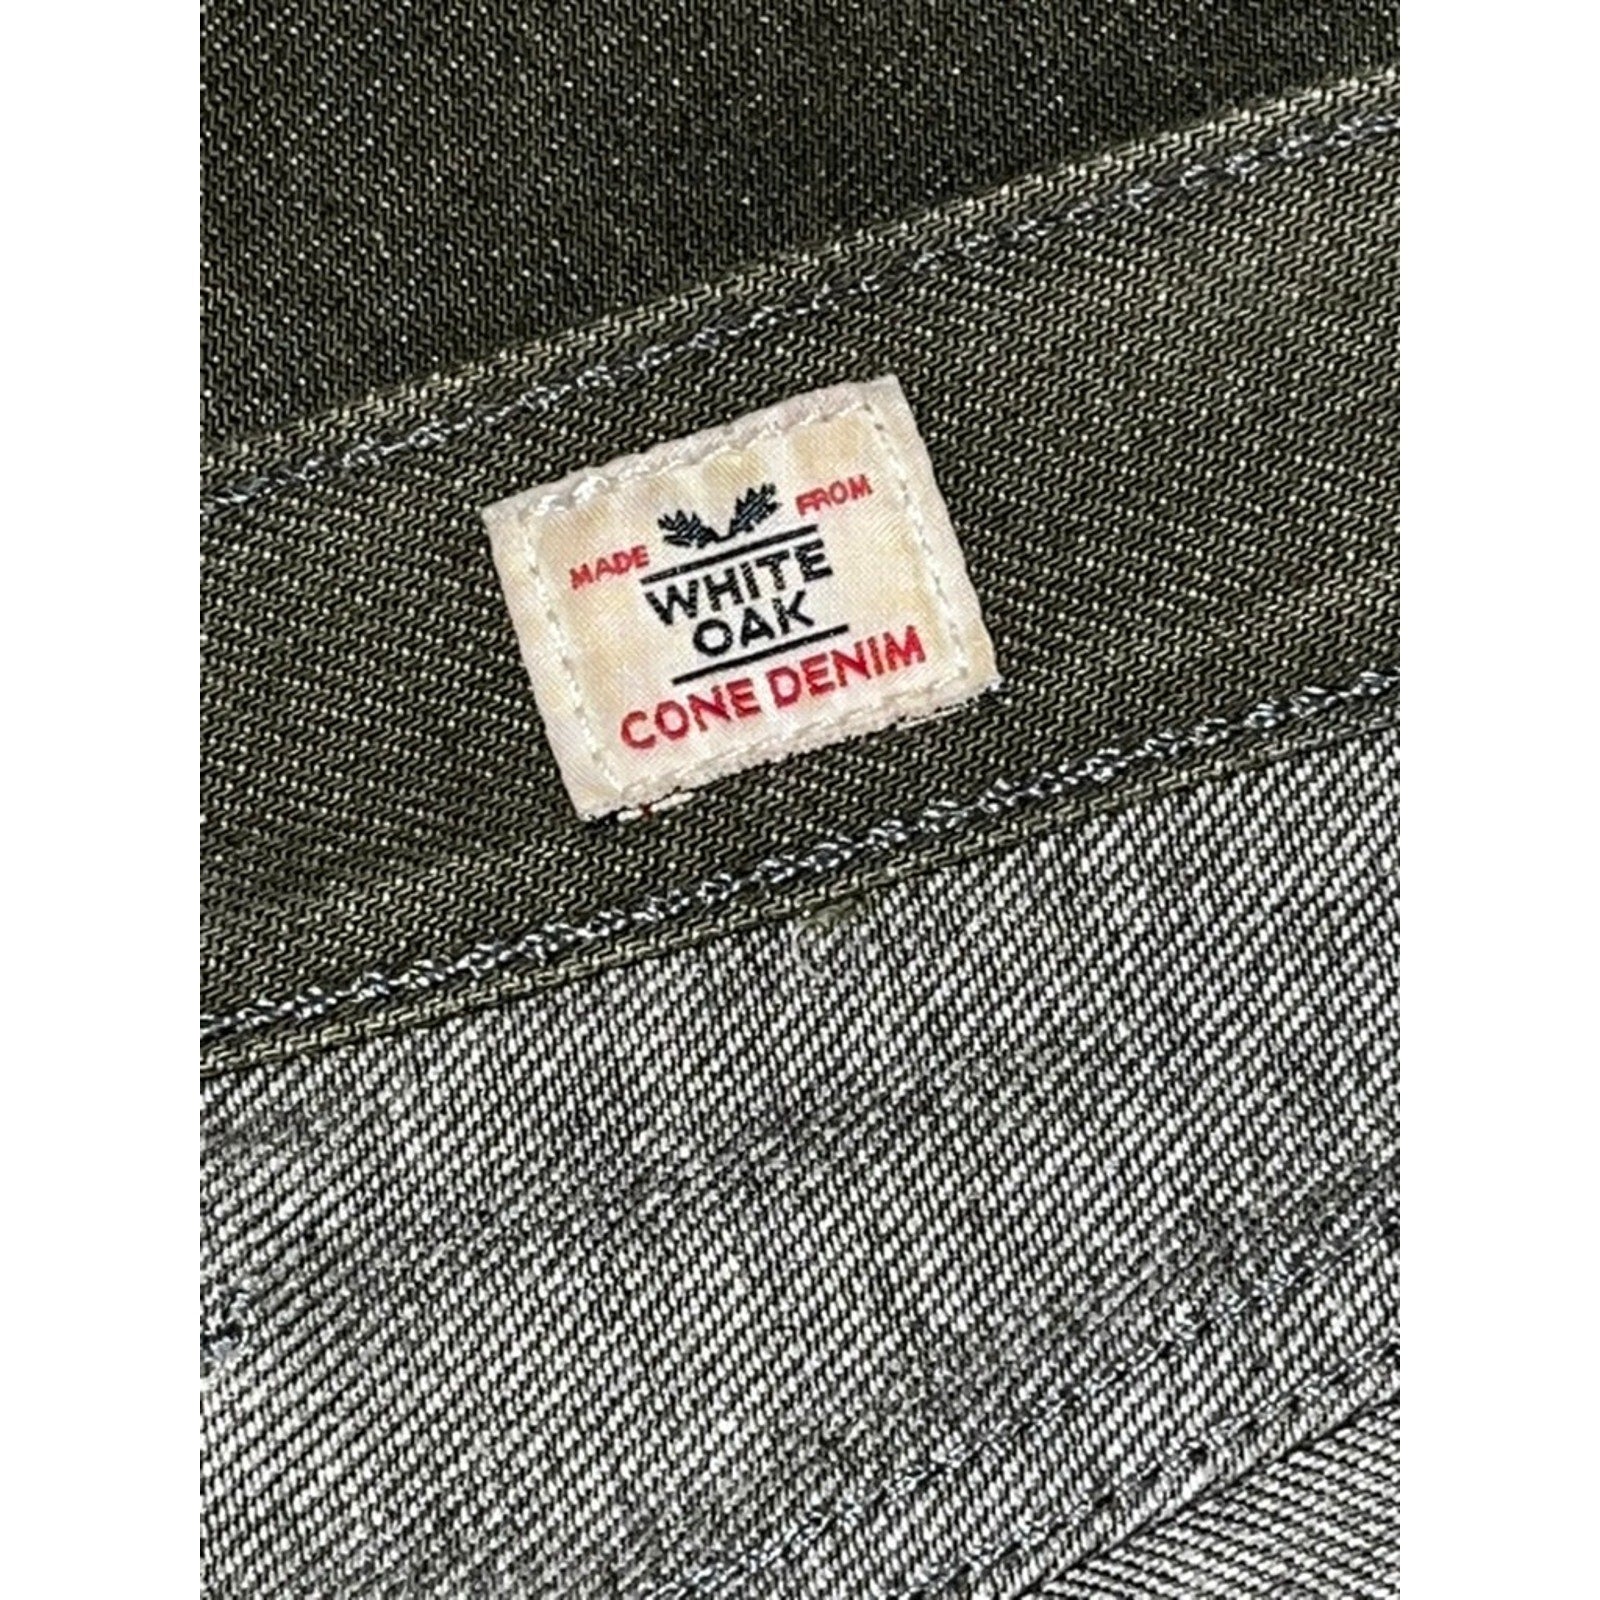 MADE FROM
WHITE
OAK
CONE DENIM